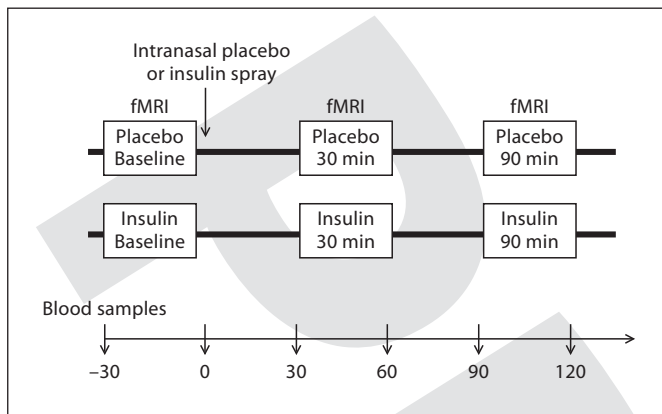 Intranasal placebo
or insulin spray
fMRI fMRI fMRI
Placebo Placebo Placebo
Baseline 30 min 90 min
Insulin Insulin Insulin
Baseline 30 min 90 min
Blood samples
–30 0 30 60 90 120